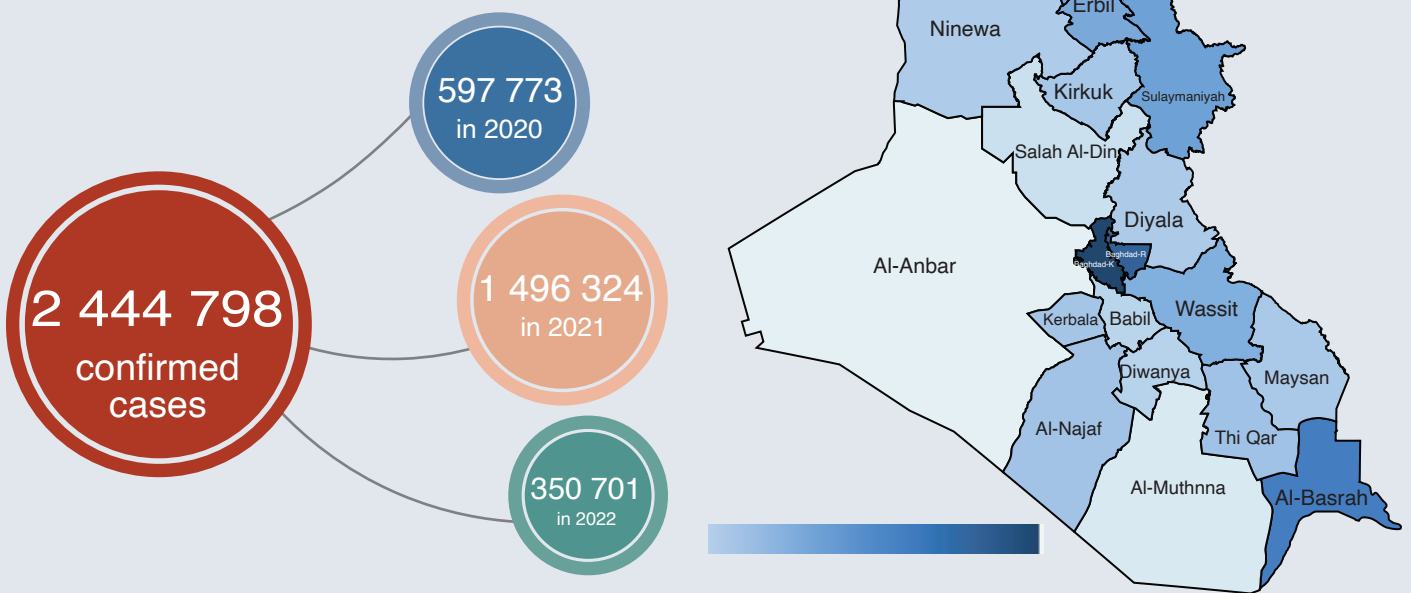 597 773
in 2020
2 444 798
confirmed
cases
1 496 324
in 2021
350 701
in 2022
Erbil
Ninewa
Kirkuk
Sulaymaniyah
Salah Al-Din
Diyala
Baghdad-R
Baghdad-K
Al-Anbar
Wassit
Kerbala
Babil
Diwanya
Maysan
Al-Najaf
Thi Qar
Al-Muthnna
Al-Basrah